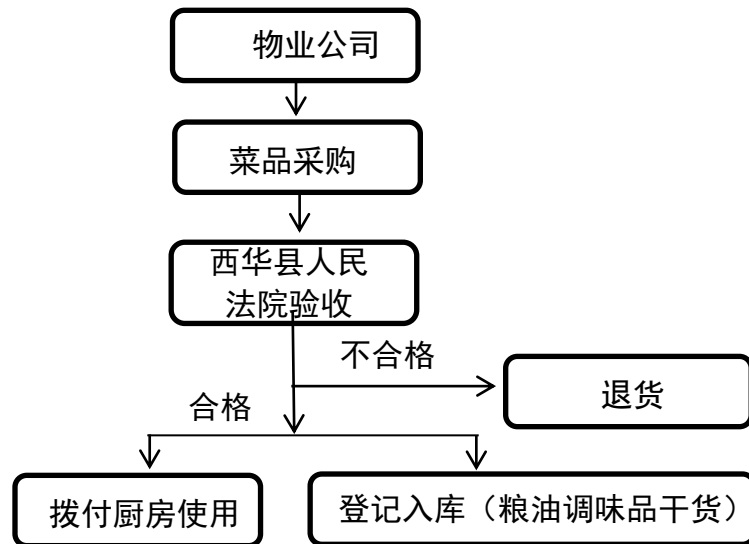 物业公司
菜品采购
西华县人民
法院验收
不合格
退货
合格
拨付厨房使用
登记入库（粮油调味品干货）